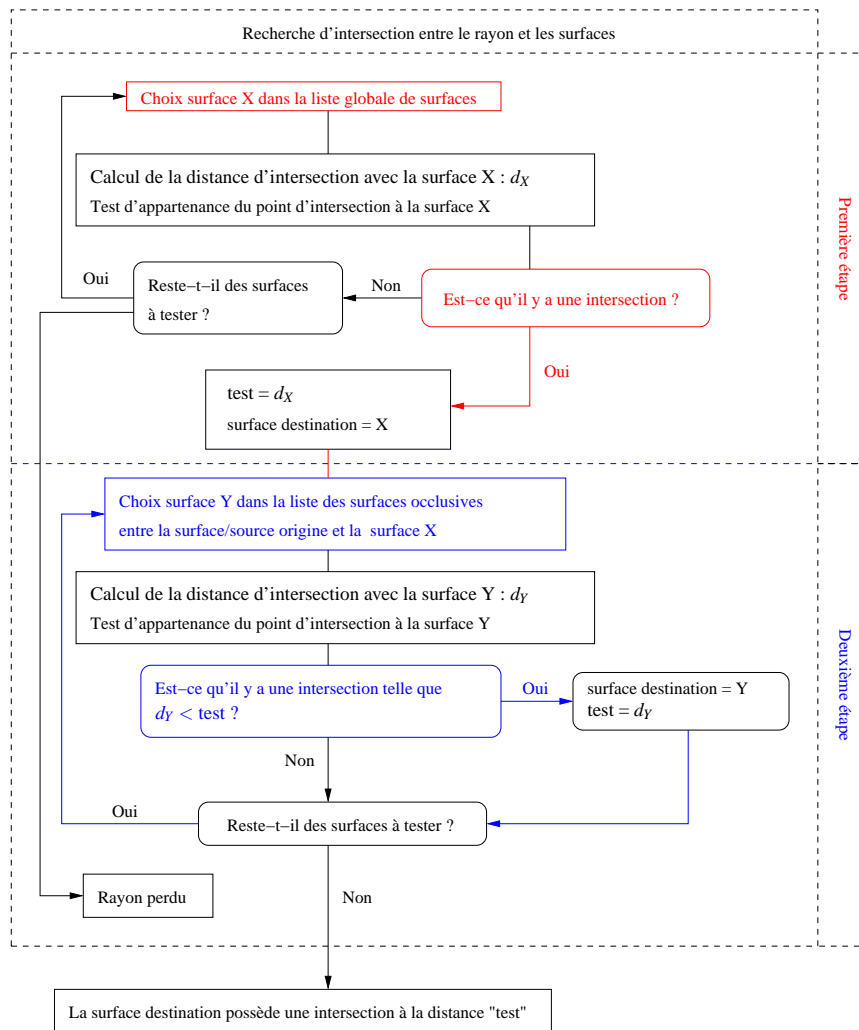 Recherche d'intersection entre le rayon et les surfaces
Choix surface X dans la liste globale de surfaces
Calcul de la distance d'intersection avec la surface X : dX
Test d'appartenance du point d'intersection à la surface X
Première étape
Oui
Reste–t–il des surfaces
à tester ?
Non
Est–ce qu'il y a une intersection ?
Oui
test = dX
surface destination = X
Choix surface Y dans la liste des surfaces occlusives
entre la surface/source origine et la surface X
Calcul de la distance d'intersection avec la surface Y : dY
Test d'appartenance du point d'intersection à la surface Y
Deuxième étape
Est–ce qu'il y a une intersection telle que
dY < test ?
Oui
surface destination = Y
test = dY
Non
Oui
Reste–t–il des surfaces à tester ?
Rayon perdu
Non
La surface destination possède une intersection à la distance "test"